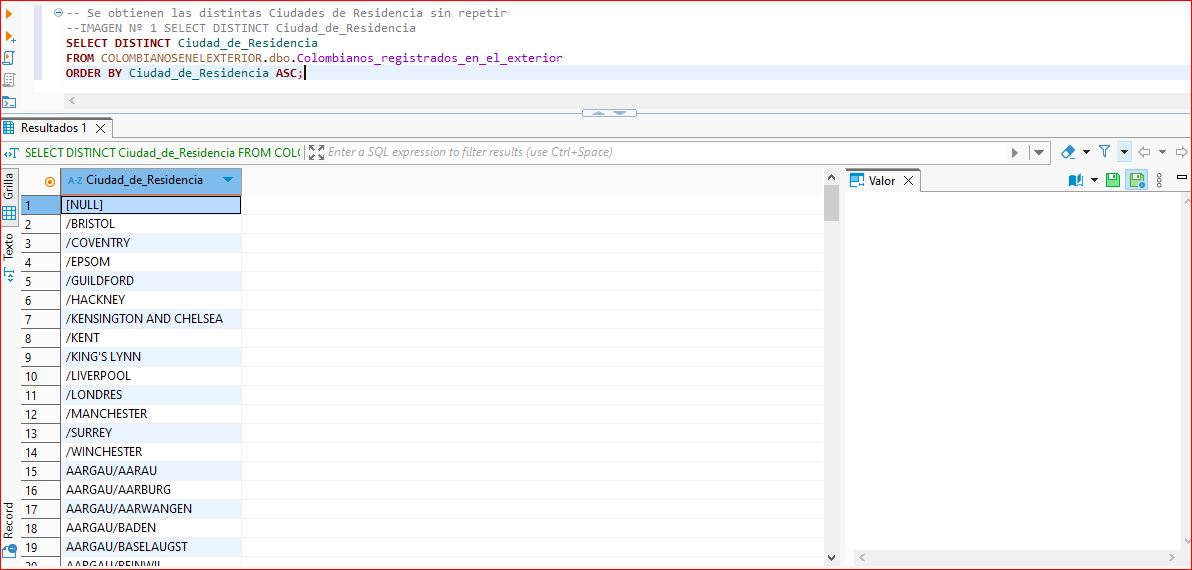 -- Se obtienen las distintas Ciudades de Residencia sin repetir
--IMAGEN Nº 1 SELECT DISTINCT Ciudad_de_Residencia
SELECT DISTINCT Ciudad_de_Residencia
FROM COLOMBIANOSENELEXTERIOR.dbo.Colombianos_registrados_en_el_exterior
ORDER BY Ciudad_de_Residencia ASC;
Resultados 1
SELECT DISTINCT Ciudad_de_Residencia FROM COLO
Enter a SQL expression to filter results (use Ctrl+Space)
Grilla
Texto
Record
A-Z Ciudad_de_Residencia
Valor
1 [NULL]
2 /BRISTOL
3 /COVENTRY
4 /EPSOM
5 /GUILDFORD
6 /HACKNEY
7 /KENSINGTON AND CHELSEA
8 /KENT
9 /KING'S LYNN
10 /LIVERPOOL
11 /LONDRES
12 /MANCHESTER
13 /SURREY
14 /WINCHESTER
15 AARGAU/AARAU
16 AARGAU/AARBURG
17 AARGAU/AARWANGEN
18 AARGAU/BADEN
19 AARGAU/BASELAUGST
20 AARGAU/BEINWIL